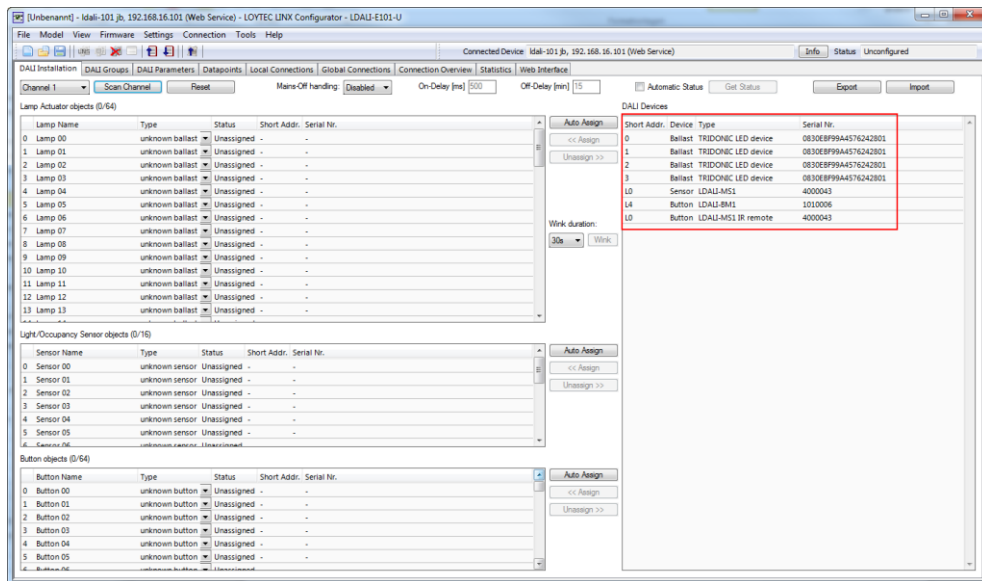 [Unbenannt] - ldali-101 jb, 192.168.16.101 (Web Service) - LOYTEC LINX Configurator - LDALI-E101-U
File Model View Firmware Settings Connection Tools Help
Connected Device ldali-101 jb, 192.168.16.101 (Web Service) Info Status Unconfigured
DALI Installation DALI Groups DALI Parameters Datapoints Local Connections Global Connections Connection Overview Statistics Web Interface
Channel 1 Scan Channel Reset Mains-Off handling: Disabled On-Delay [ms] 500 Off-Delay [min] 15 Automatic Status Get Status Export Import
Lamp Actuator objects (0/64)
Lamp Name Type Status Short Addr. Serial Nr.
0 Lamp 00 unknown ballast Unassigned - -
1 Lamp 01 unknown ballast Unassigned - -
2 Lamp 02 unknown ballast Unassigned - -
3 Lamp 03 unknown ballast Unassigned - -
4 Lamp 04 unknown ballast Unassigned - -
5 Lamp 05 unknown ballast Unassigned - -
6 Lamp 06 unknown ballast Unassigned - -
7 Lamp 07 unknown ballast Unassigned - -
8 Lamp 08 unknown ballast Unassigned - -
9 Lamp 09 unknown ballast Unassigned - -
10 Lamp 10 unknown ballast Unassigned - -
11 Lamp 11 unknown ballast Unassigned - -
12 Lamp 12 unknown ballast Unassigned - -
13 Lamp 13 unknown ballast Unassigned - -
Auto Assign
<< Assign
Unassign >>
Wink duration:
30s Wink
DALI Devices
Short Addr. Device Type Serial Nr.
0 Ballast TRIDONIC LED device 0830EBF99A4576242801
1 Ballast TRIDONIC LED device 0830EBF99A4576242801
2 Ballast TRIDONIC LED device 0830EBF99A4576242801
3 Ballast TRIDONIC LED device 0830EBF99A4576242801
L0 Sensor LDALI-MS1 4000043
L4 Button LDALI-BM1 1010006
L0 Button LDALI-MS1 IR remote 4000043
Light/Occupancy Sensor objects (0/16)
Sensor Name Type Status Short Addr. Serial Nr.
0 Sensor 00 unknown sensor Unassigned - -
1 Sensor 01 unknown sensor Unassigned - -
2 Sensor 02 unknown sensor Unassigned - -
3 Sensor 03 unknown sensor Unassigned - -
4 Sensor 04 unknown sensor Unassigned - -
5 Sensor 05 unknown sensor Unassigned - -
6 Sensor 06 unknown sensor Unassigned
Auto Assign
<< Assign
Unassign >>
Button objects (0/64)
Button Name Type Status Short Addr. Serial Nr.
0 Button 00 unknown button Unassigned - -
1 Button 01 unknown button Unassigned - -
2 Button 02 unknown button Unassigned - -
3 Button 03 unknown button Unassigned - -
4 Button 04 unknown button Unassigned - -
5 Button 05 unknown button Unassigned - -
6 Button 06 unknown button Unassigned
Auto Assign
<< Assign
Unassign >>